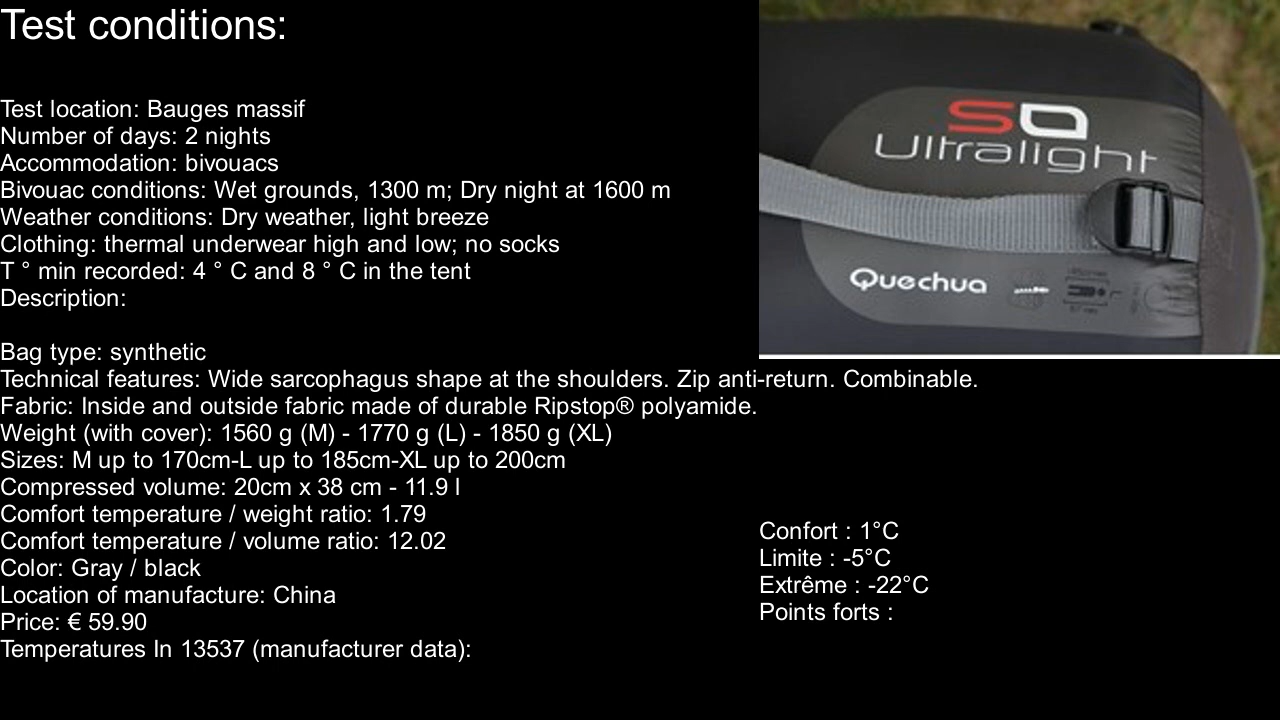 Test conditions:
Test location: Bauges massif
Number of days: 2 nights
Accommodation: bivouacs
Bivouac conditions: Wet grounds, 1300 m; Dry night at 1600 m
Weather conditions: Dry weather, light breeze
Clothing: thermal underwear high and low; no socks
T ° min recorded: 4 ° C and 8 ° C in the tent
Description:
Bag type: synthetic
Technical features: Wide sarcophagus shape at the shoulders. Zip anti-return. Combinable.
Fabric: Inside and outside fabric made of durable Ripstop® polyamide.
Weight (with cover): 1560 g (M) - 1770 g (L) - 1850 g (XL)
Sizes: M up to 170cm-L up to 185cm-XL up to 200cm
Compressed volume: 20cm x 38 cm - 11.9 l
Comfort temperature / weight ratio: 1.79
Comfort temperature / volume ratio: 12.02
Color: Gray / black
Location of manufacture: China
Price: € 59.90
Temperatures In 13537 (manufacturer data):
SQ
Ultralight
Quechua
Confort : 1°C
Limite : -5°C
Extrême : -22°C
Points forts :